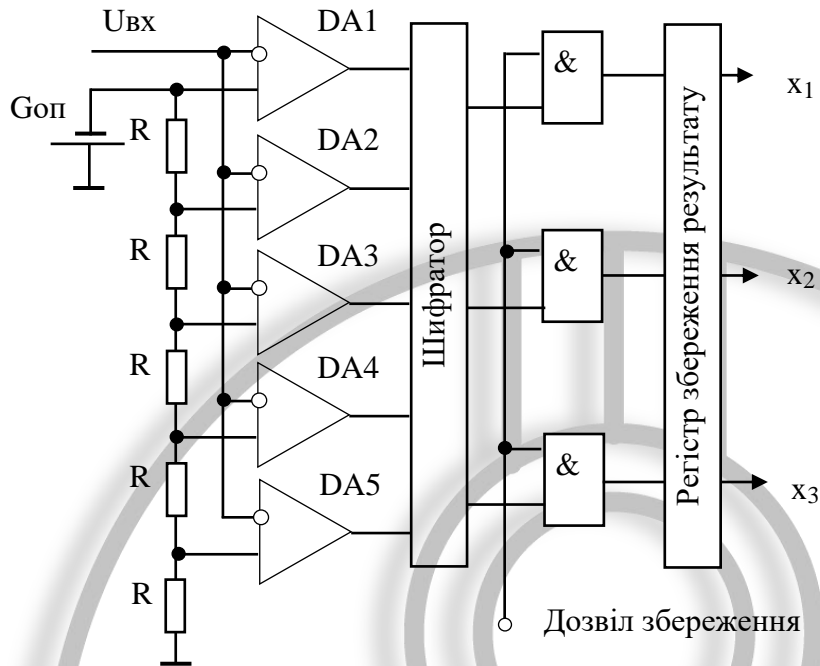 Uвх
DA1
&
x₁
Gоп
R
DA2
R
DA3
&
x₂
R
DA4
R
DA5
&
x₃
R
Шифратор
Регістр збереження результату
Дозвіл збереження